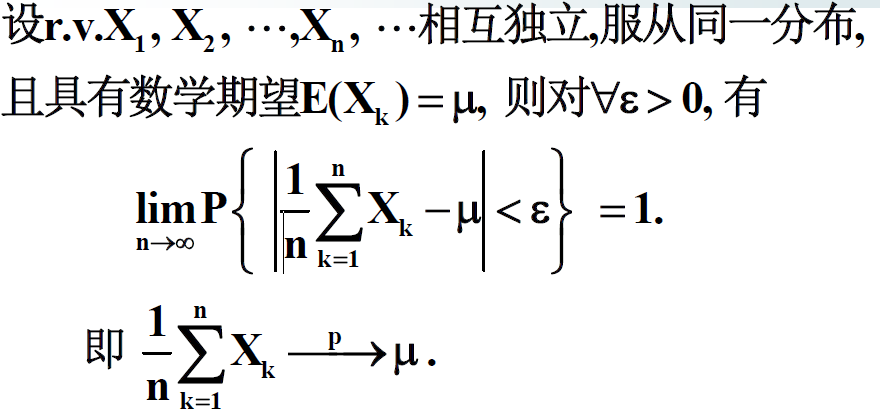 设r.v.X₁, X₂, ⋯,Xₙ, ⋯相互独立,服从同一分布,
且具有数学期望E(Xₖ)=μ, 则对∀ε>0, 有
lim_{n→∞} P{ |1/n ∑_{k=1}^{n} Xₖ −μ| <ε } =1.
即 1/n ∑_{k=1}^{n} Xₖ —p→ μ.